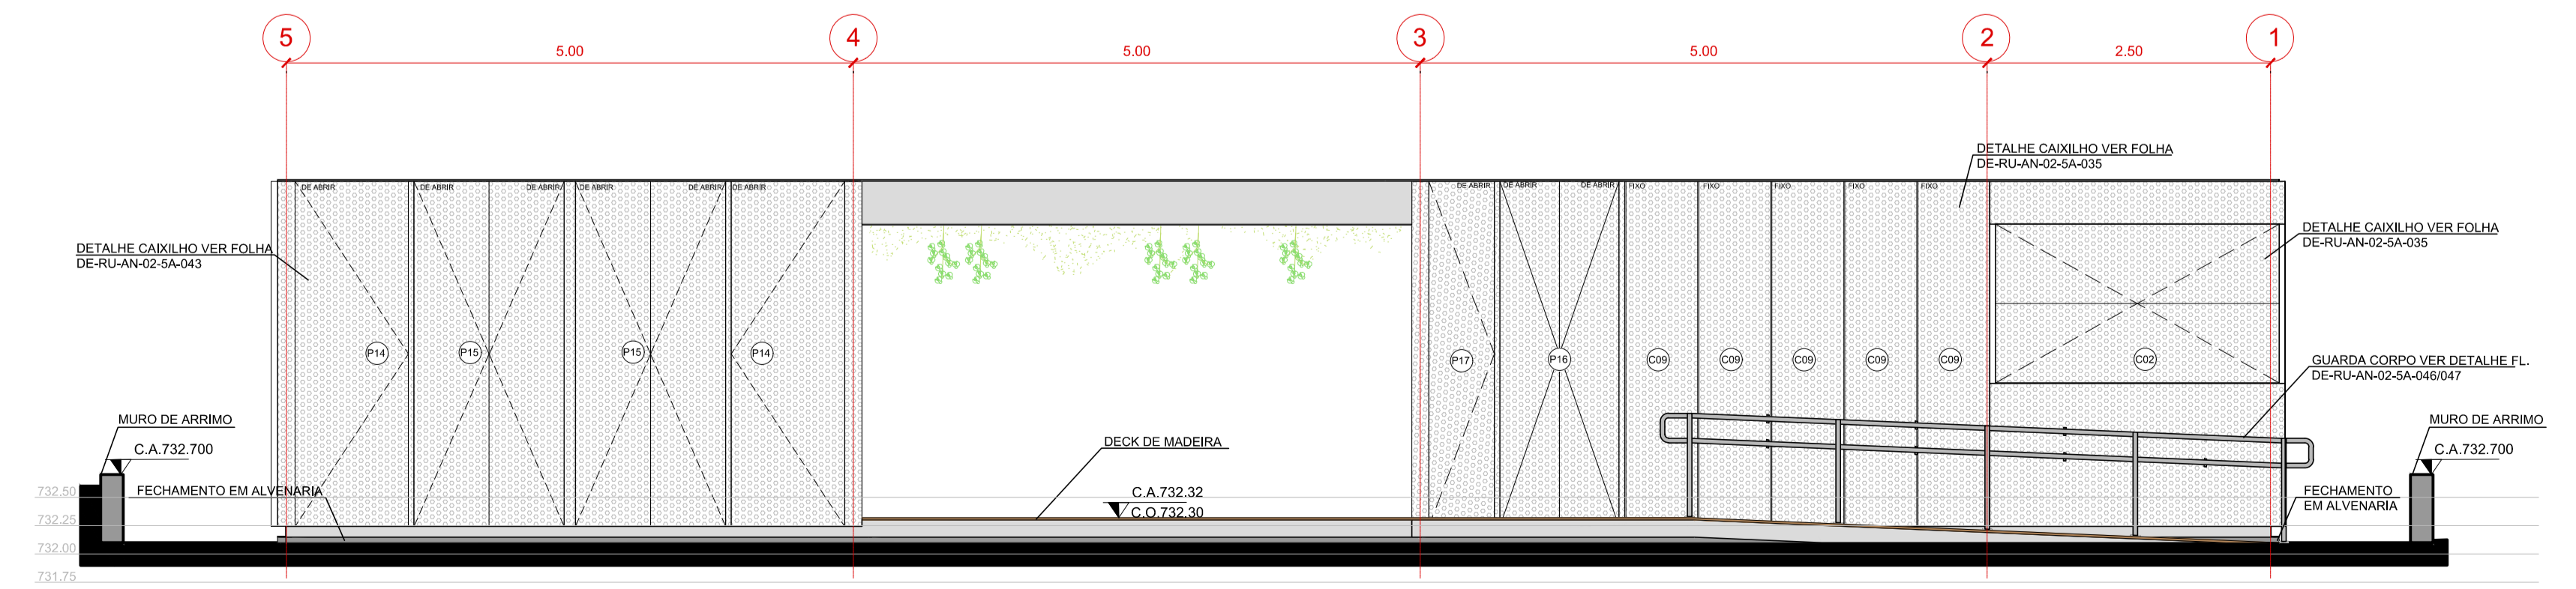 5
4
3
2
1
5.00
5.00
5.00
2.50
DETALHE CAIXILHO VER FOLHA
DE-RU-AN-02-5A-035
DE ABRIR
DE ABRIR
DE ABRIR
DE ABRIR
DE ABRIR
DE ABRIR
DE ABRIR
DE ABRIR
DE ABRIR
FIXO
FIXO
FIXO
FIXO
FIXO
DETALHE CAIXILHO VER FOLHA
DE-RU-AN-02-5A-043
DETALHE CAIXILHO VER FOLHA
DE-RU-AN-02-5A-035
P14
P15
P15
P14
P17
P16
C09
C09
C09
C09
C09
C02
GUARDA CORPO VER DETALHE FL.
DE-RU-AN-02-5A-046/047
MURO DE ARRIMO
C.A.732.700
DECK DE MADEIRA
MURO DE ARRIMO
C.A.732.700
732.50
FECHAMENTO EM ALVENARIA
C.A.732.32
C.O.732.30
FECHAMENTO
EM ALVENARIA
732.25
732.00
731.75